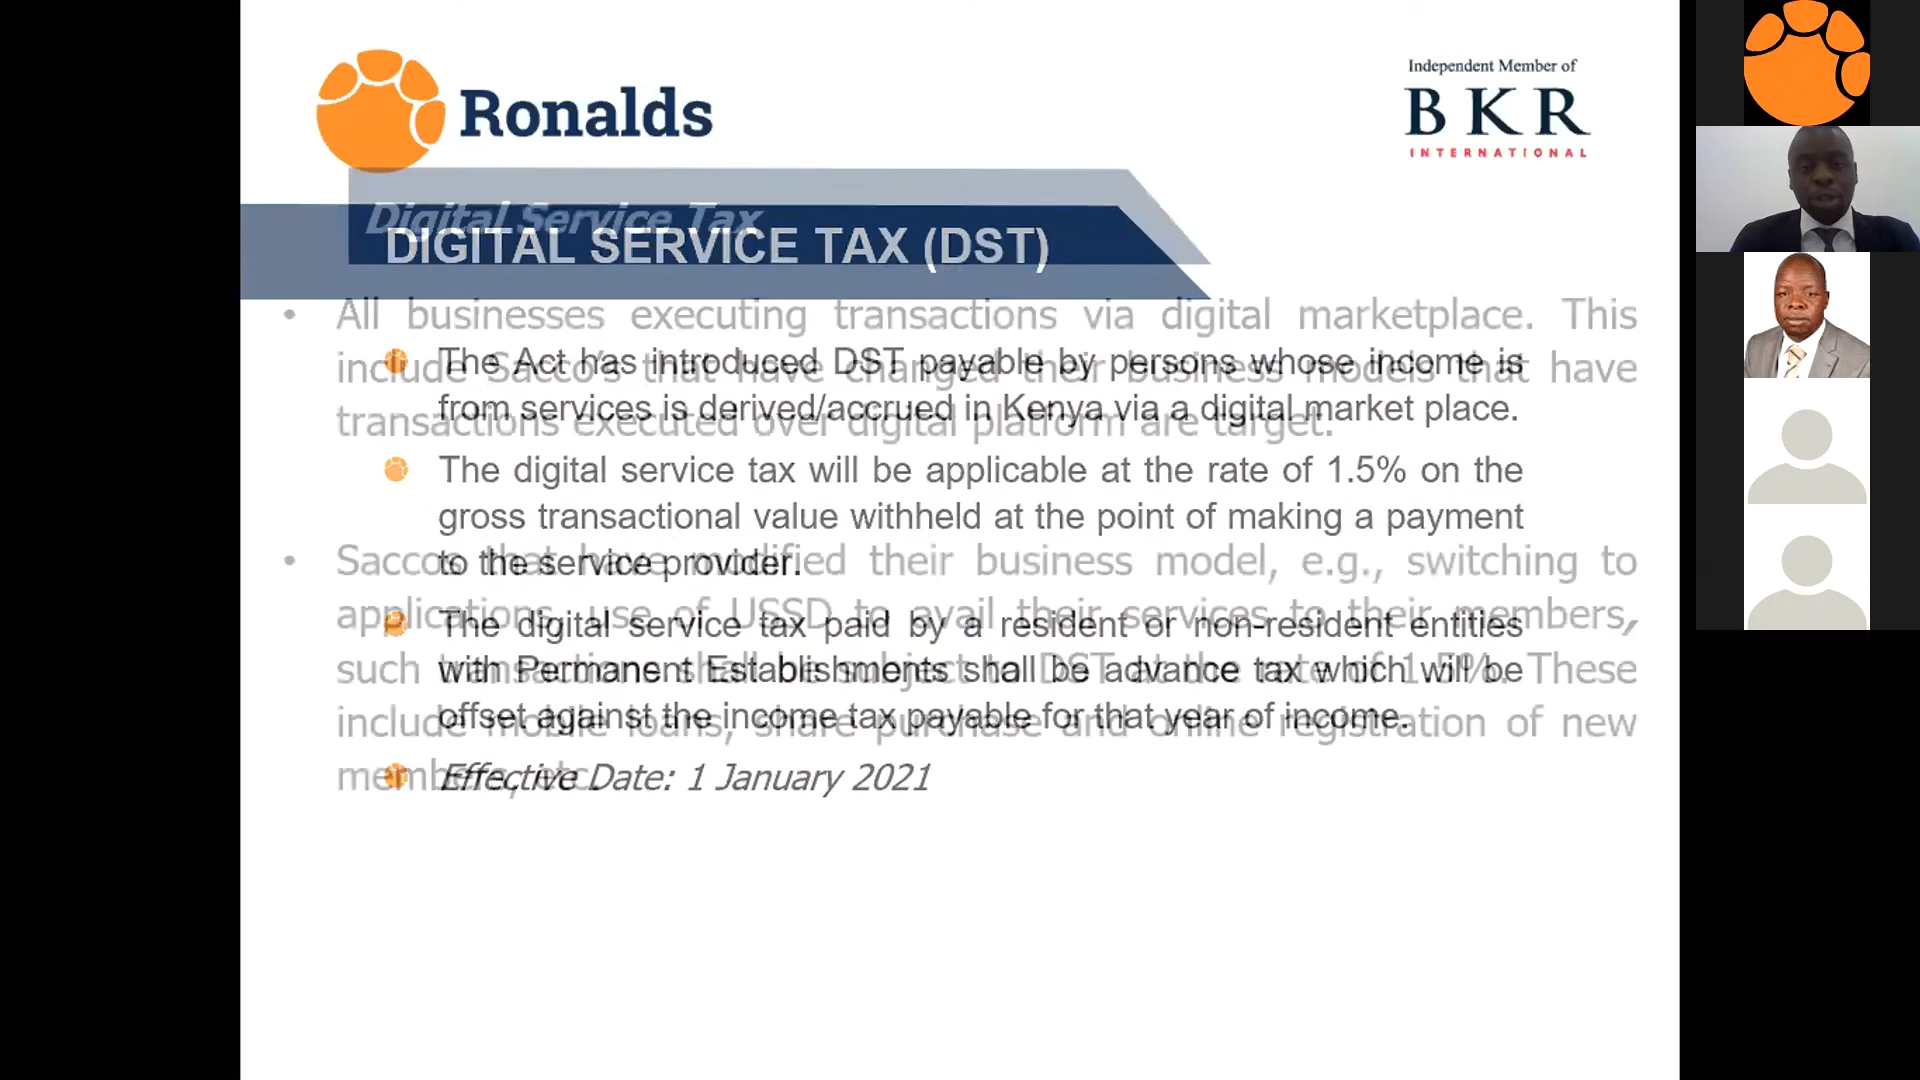 Ronalds
Independent Member of
BKR
INTERNATIONAL
Digital Service Tax
DIGITAL SERVICE TAX (DST)
• All businesses executing transactions via digital marketplace. This
include Sacco's that have changed their business models that have
transactions executed over digital platform are target.
• Saccos that have modified their business model, e.g., switching to
applications, use of USSD to avail their services to their members,
such transactions shall be subject to DST at the rate of 1.5%. These
include mobile loans, share purchase and online registration of new
members, etc.
The Act has introduced DST payable by persons whose income is
from services is derived/accrued in Kenya via a digital market place.
The digital service tax will be applicable at the rate of 1.5% on the
gross transactional value withheld at the point of making a payment
to the service provider.
The digital service tax paid by a resident or non-resident entities
with Permanent Establishments shall be advance tax which will be
offset against the income tax payable for that year of income.
Effective Date: 1 January 2021